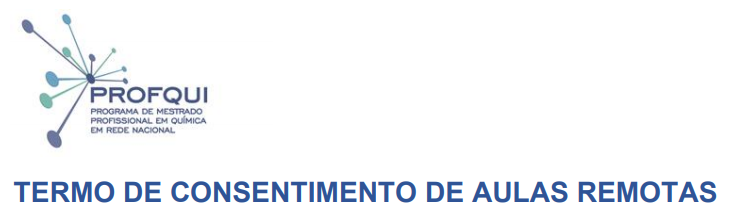 PROFQUI
PROGRAMA DE MESTRADO
PROFISSIONAL EM QUÍMICA
EM REDE NACIONAL
TERMO DE CONSENTIMENTO DE AULAS REMOTAS